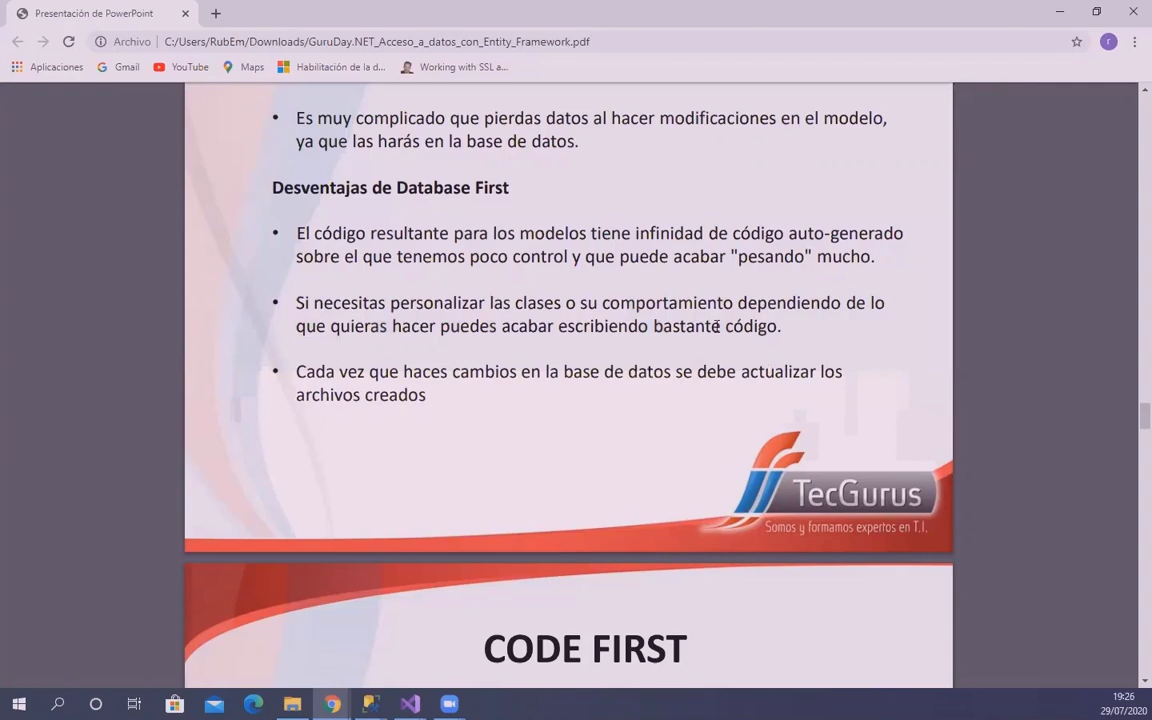 Presentación de PowerPoint
Archivo
C:/Users/RubEm/Downloads/GuruDay.NET_Acceso_a_datos_con_Entity_Framework.pdf
r
Aplicaciones
Gmail
YouTube
Maps
Habilitación de la d...
Working with SSL a...
• Es muy complicado que pierdas datos al hacer modificaciones en el modelo,
ya que las harás en la base de datos.
Desventajas de Database First
• El código resultante para los modelos tiene infinidad de código auto-generado
sobre el que tenemos poco control y que puede acabar "pesando" mucho.
• Si necesitas personalizar las clases o su comportamiento dependiendo de lo
que quieras hacer puedes acabar escribiendo bastante código.
• Cada vez que haces cambios en la base de datos se debe actualizar los
archivos creados
TecGurus
Somos y formamos expertos en T.I.
CODE FIRST
19:26
29/07/2020